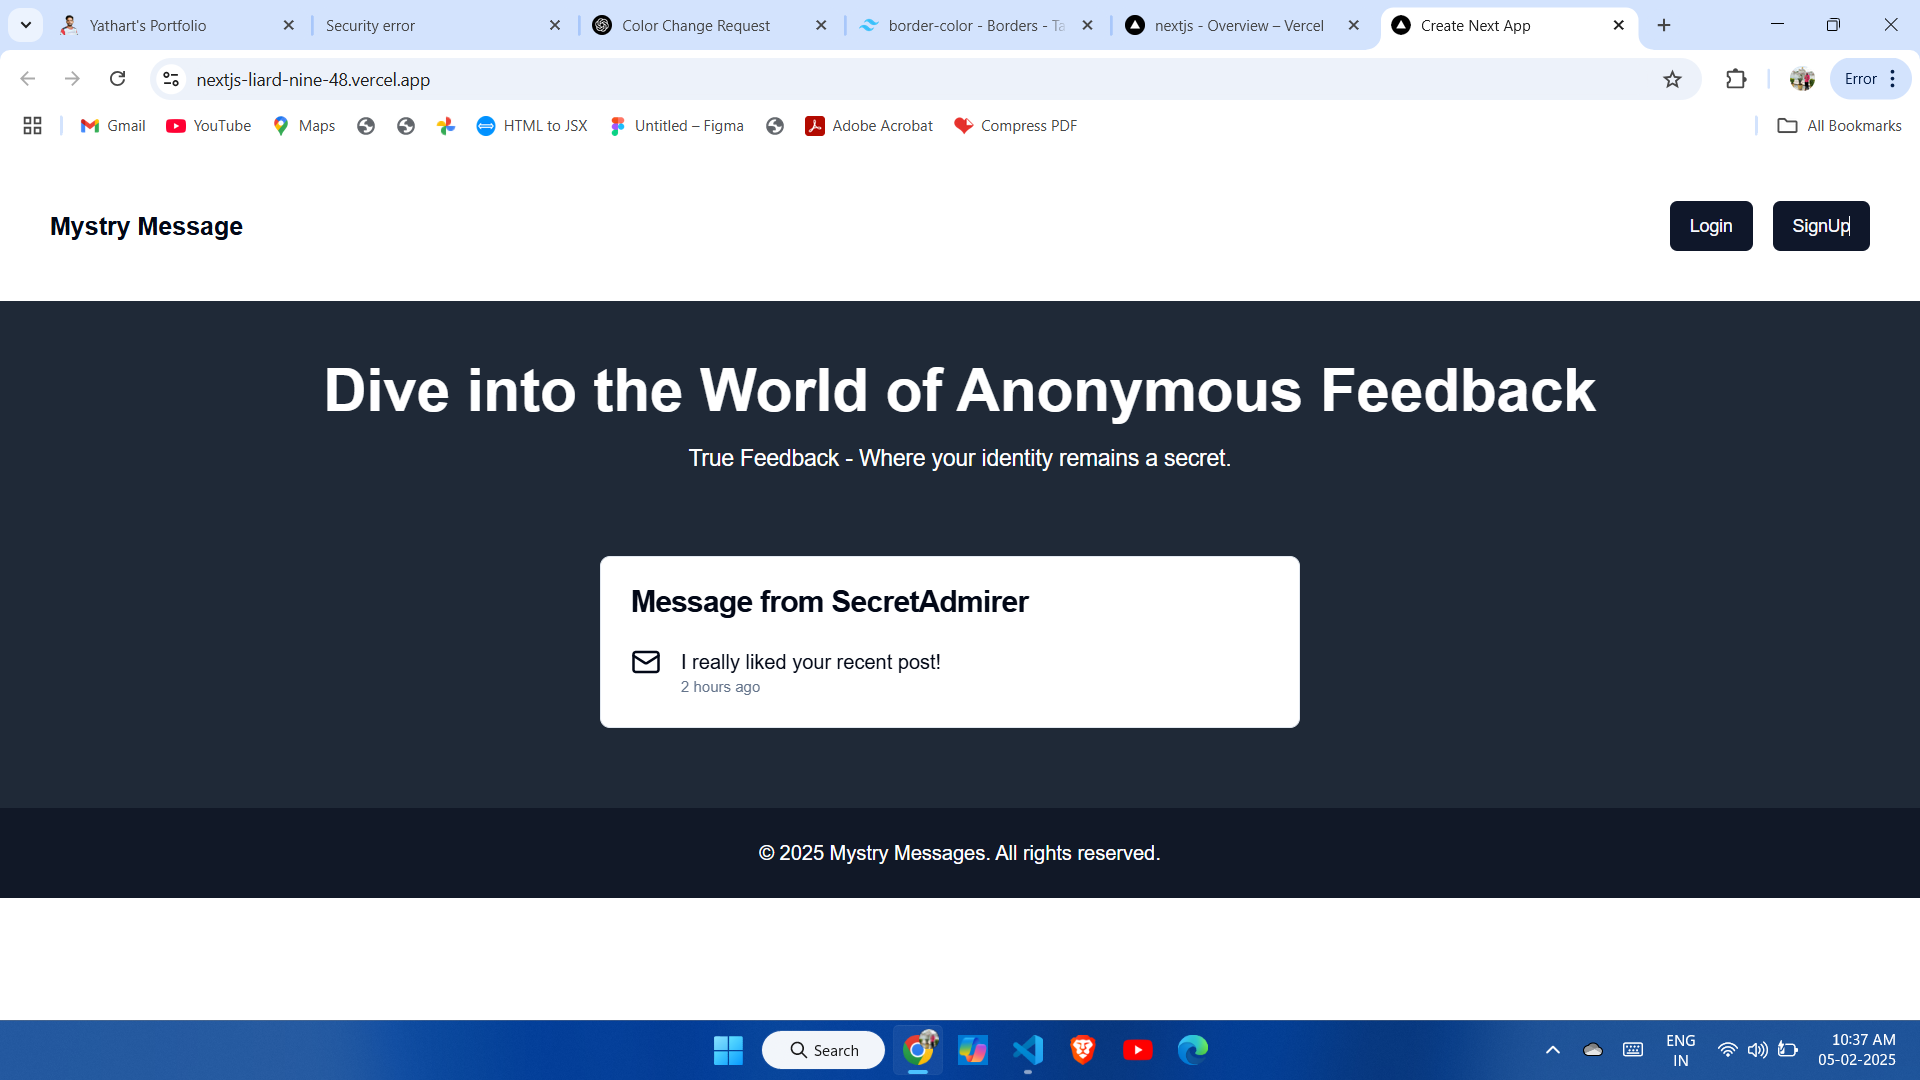 Yathart's Portfolio
Security error
Color Change Request
border-color - Borders - Ta
nextjs - Overview – Vercel
Create Next App
nextjs-liard-nine-48.vercel.app
Error
Gmail
YouTube
Maps
HTML to JSX
Untitled – Figma
Adobe Acrobat
Compress PDF
All Bookmarks
Mystry Message
Login
SignUp
Dive into the World of Anonymous Feedback
True Feedback - Where your identity remains a secret.
Message from SecretAdmirer
I really liked your recent post!
2 hours ago
© 2025 Mystry Messages. All rights reserved.
Search
ENG
IN
10:37 AM
05-02-2025